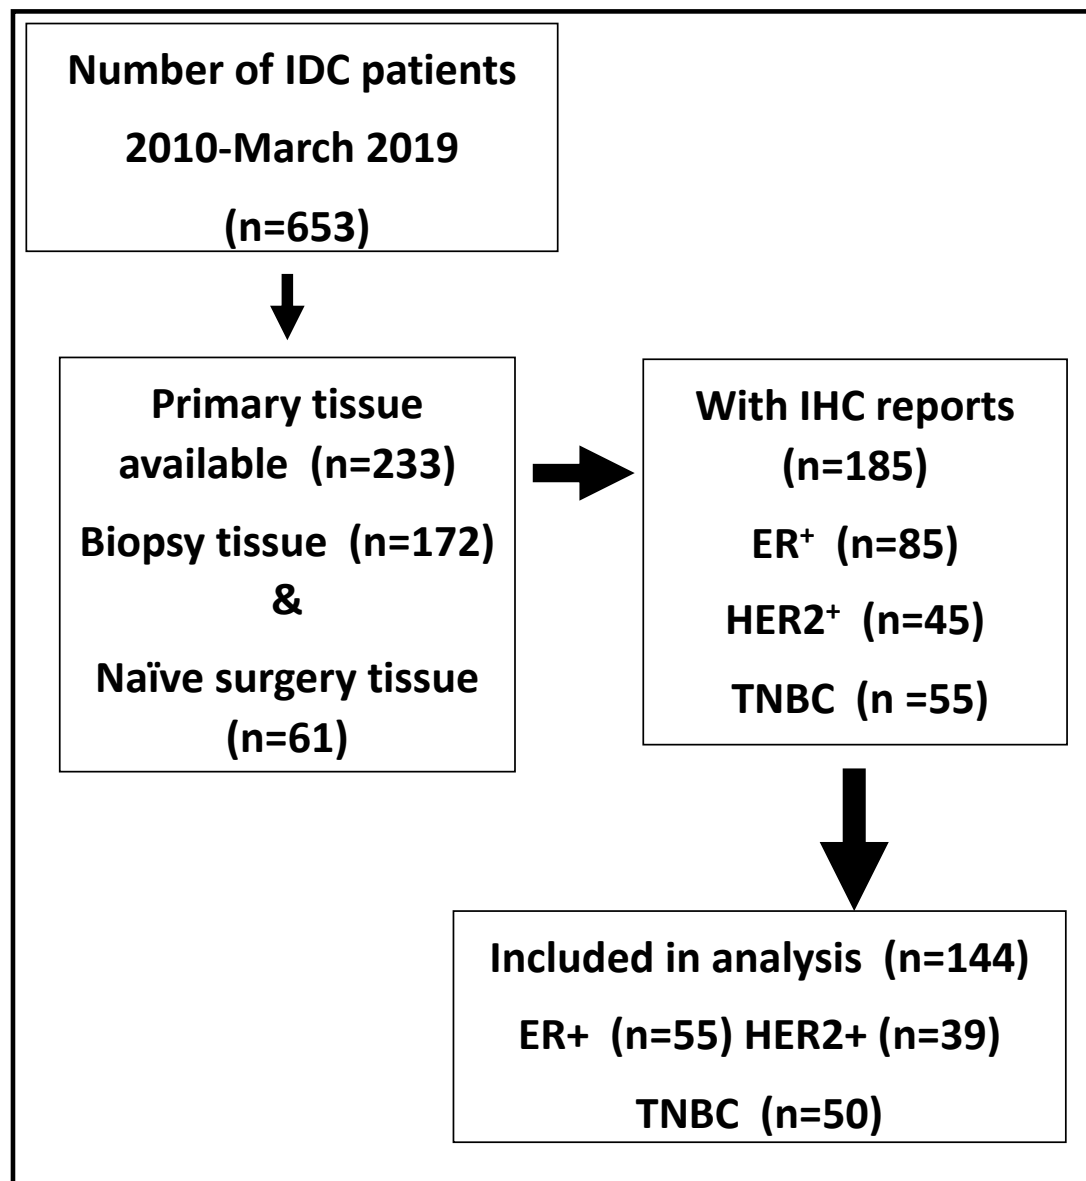 Number of IDC patients
2010-March 2019
(n=653)
Primary tissue
available (n=233)
Biopsy tissue (n=172)
&
Naïve surgery tissue
(n=61)
With IHC reports
(n=185)
ER⁺ (n=85)
HER2⁺ (n=45)
TNBC (n =55)
Included in analysis (n=144)
ER+ (n=55) HER2+ (n=39)
TNBC (n=50)